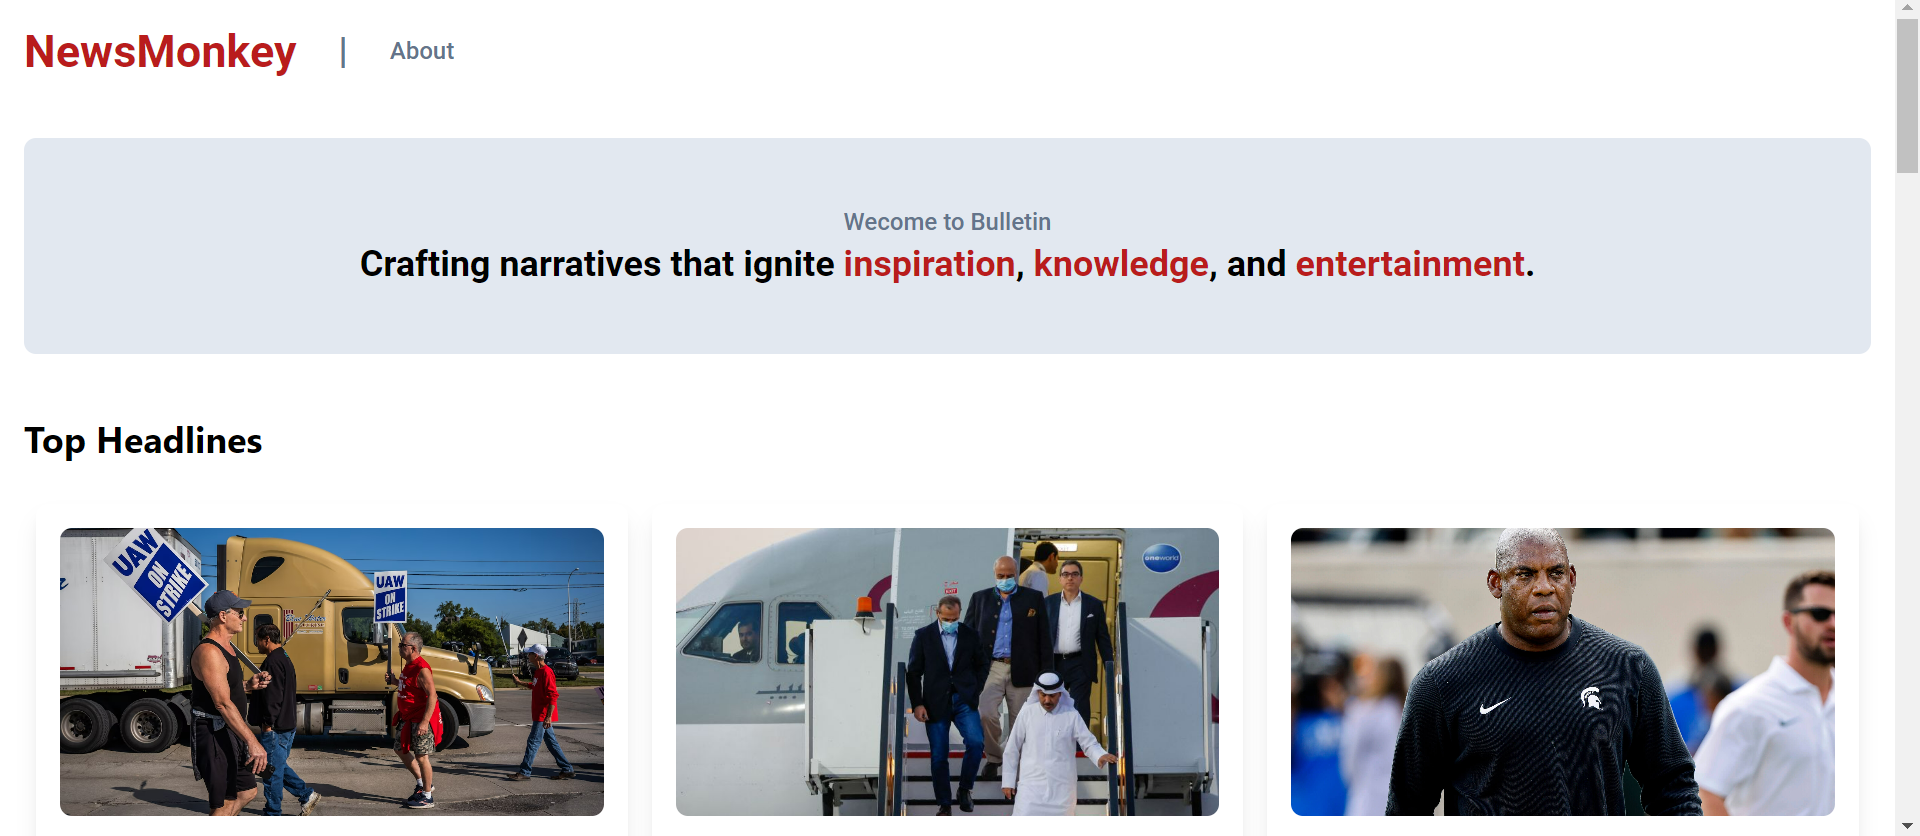 NewsMonkey | About
Wecome to Bulletin
Crafting narratives that ignite inspiration, knowledge, and entertainment.
Top Headlines
UAW
ON
STRIKE
UAW
ON
STRIKE
oneworld